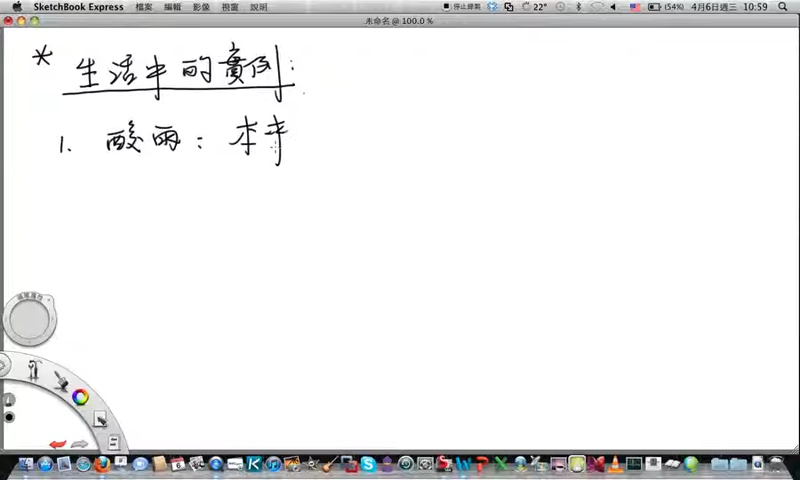 SketchBook Express 檔案 編輯 影像 視窗 說明 停止錄製 22° (54%) 4月6日週三 10:59
未命名 @ 100.0 %
* 生活中的實例:
1. 酸雨: 本來